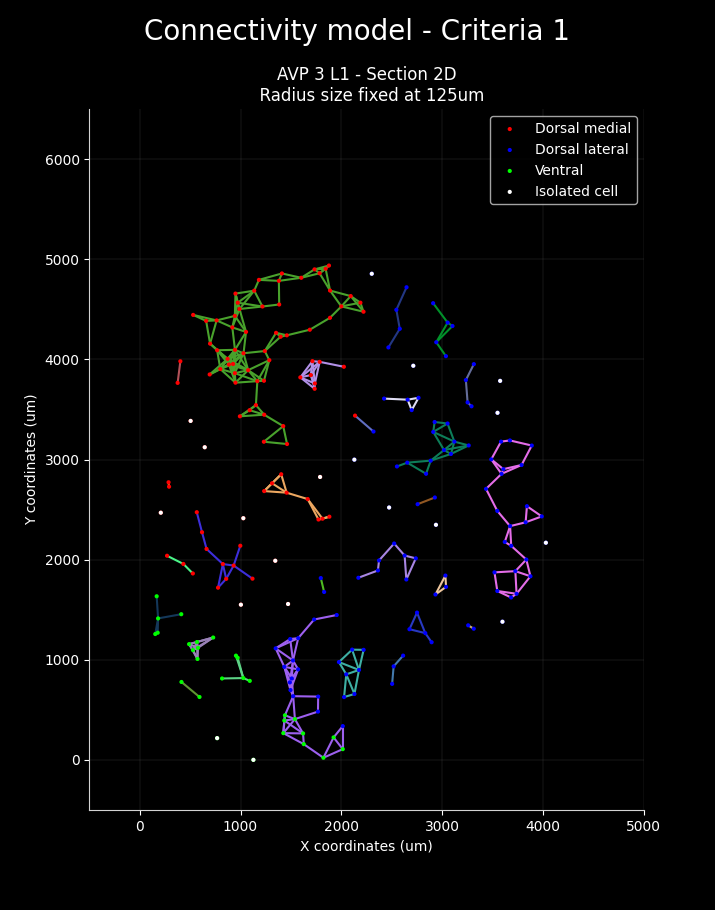 Connectivity model - Criteria 1
AVP 3 L1 - Section 2D
Radius size fixed at 125um
Dorsal medial
Dorsal lateral
Ventral
Isolated cell
6000
5000
4000
3000
2000
1000
0
Y coordinates (um)
0 1000 2000 3000 4000 5000
X coordinates (um)